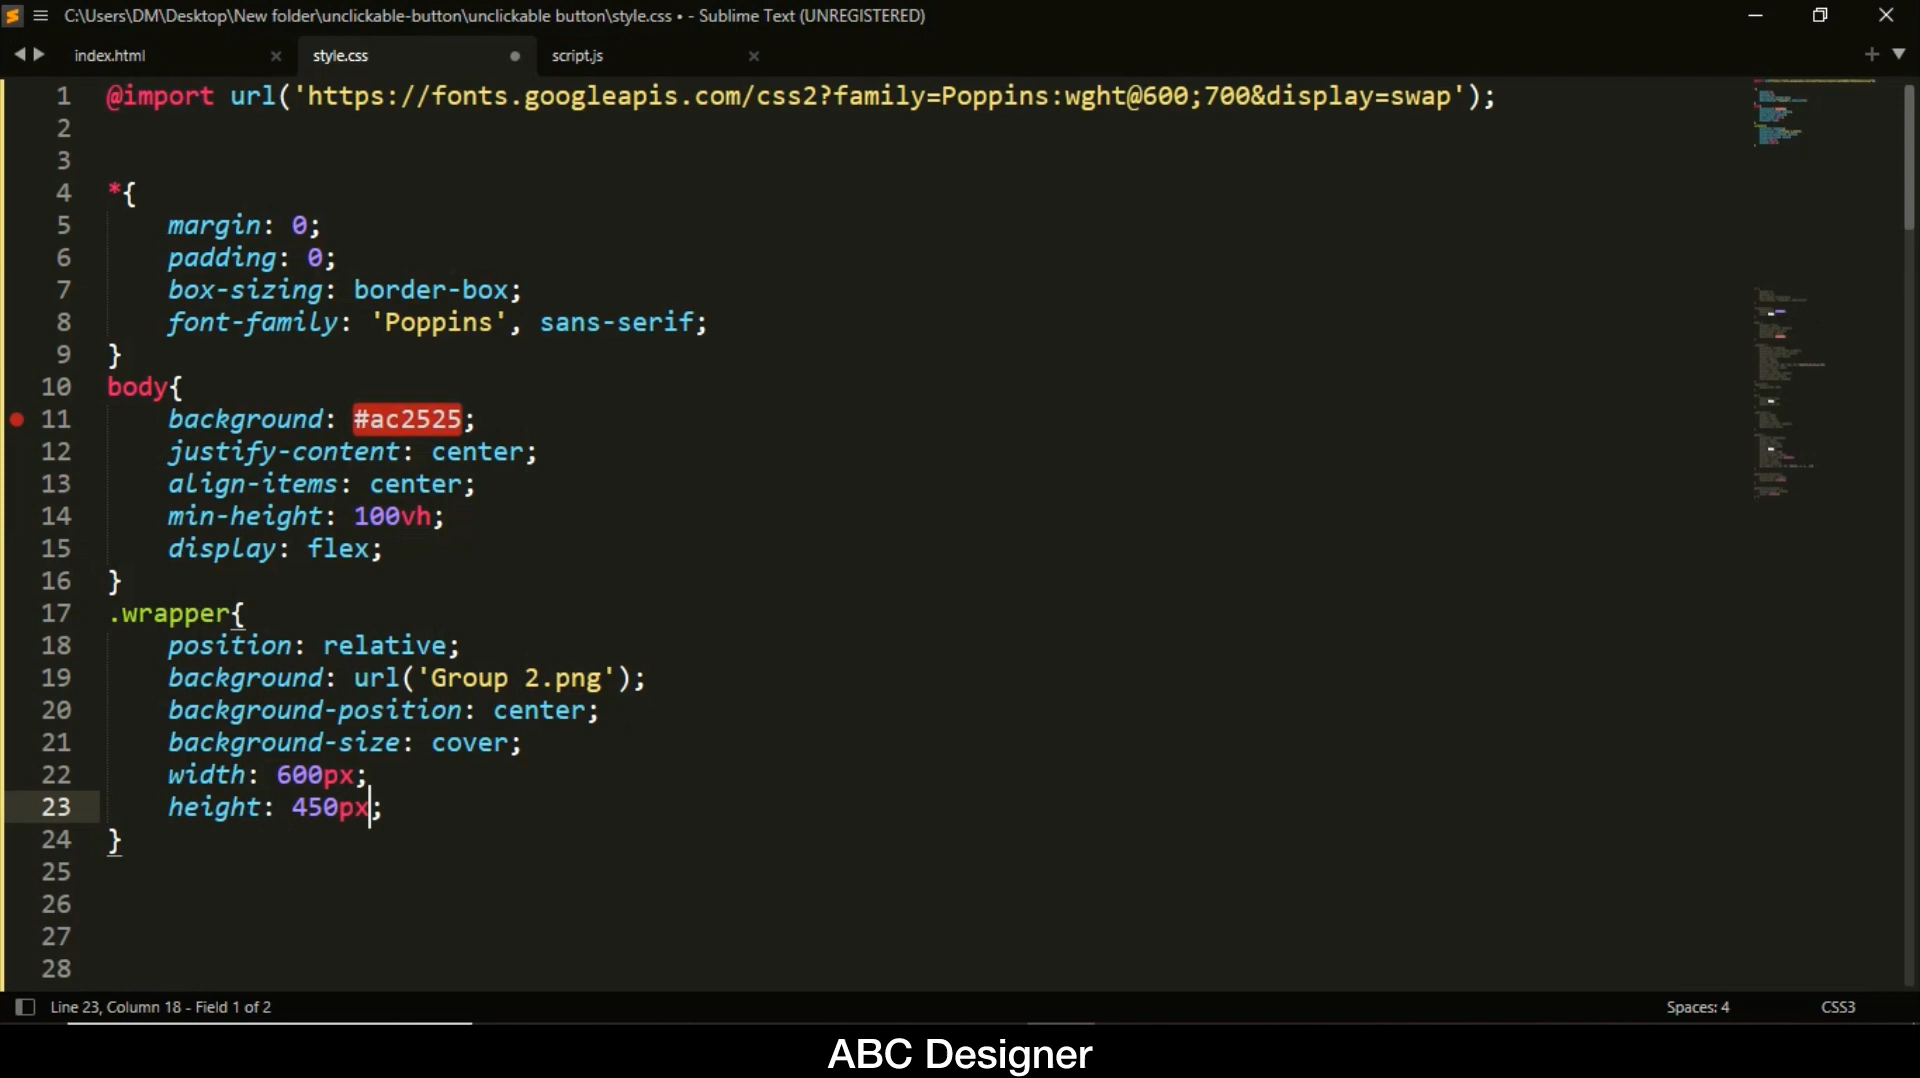 C:\Users\DM\Desktop\New folder\unclickable-button\unclickable button\style.css • - Sublime Text (UNREGISTERED)
index.html
style.css
script.js
1 @import url('https://fonts.googleapis.com/css2?family=Poppins:wght@600;700&display=swap');
2
3
4 *{
5 margin: 0;
6 padding: 0;
7 box-sizing: border-box;
8 font-family: 'Poppins', sans-serif;
9 }
10 body{
11 background: #ac2525;
12 justify-content: center;
13 align-items: center;
14 min-height: 100vh;
15 display: flex;
16 }
17 .wrapper{
18 position: relative;
19 background: url('Group 2.png');
20 background-position: center;
21 background-size: cover;
22 width: 600px;
23 height: 450px;
24 }
25
26
27
28
Line 23, Column 18 - Field 1 of 2
Spaces: 4
CSS3
ABC Designer